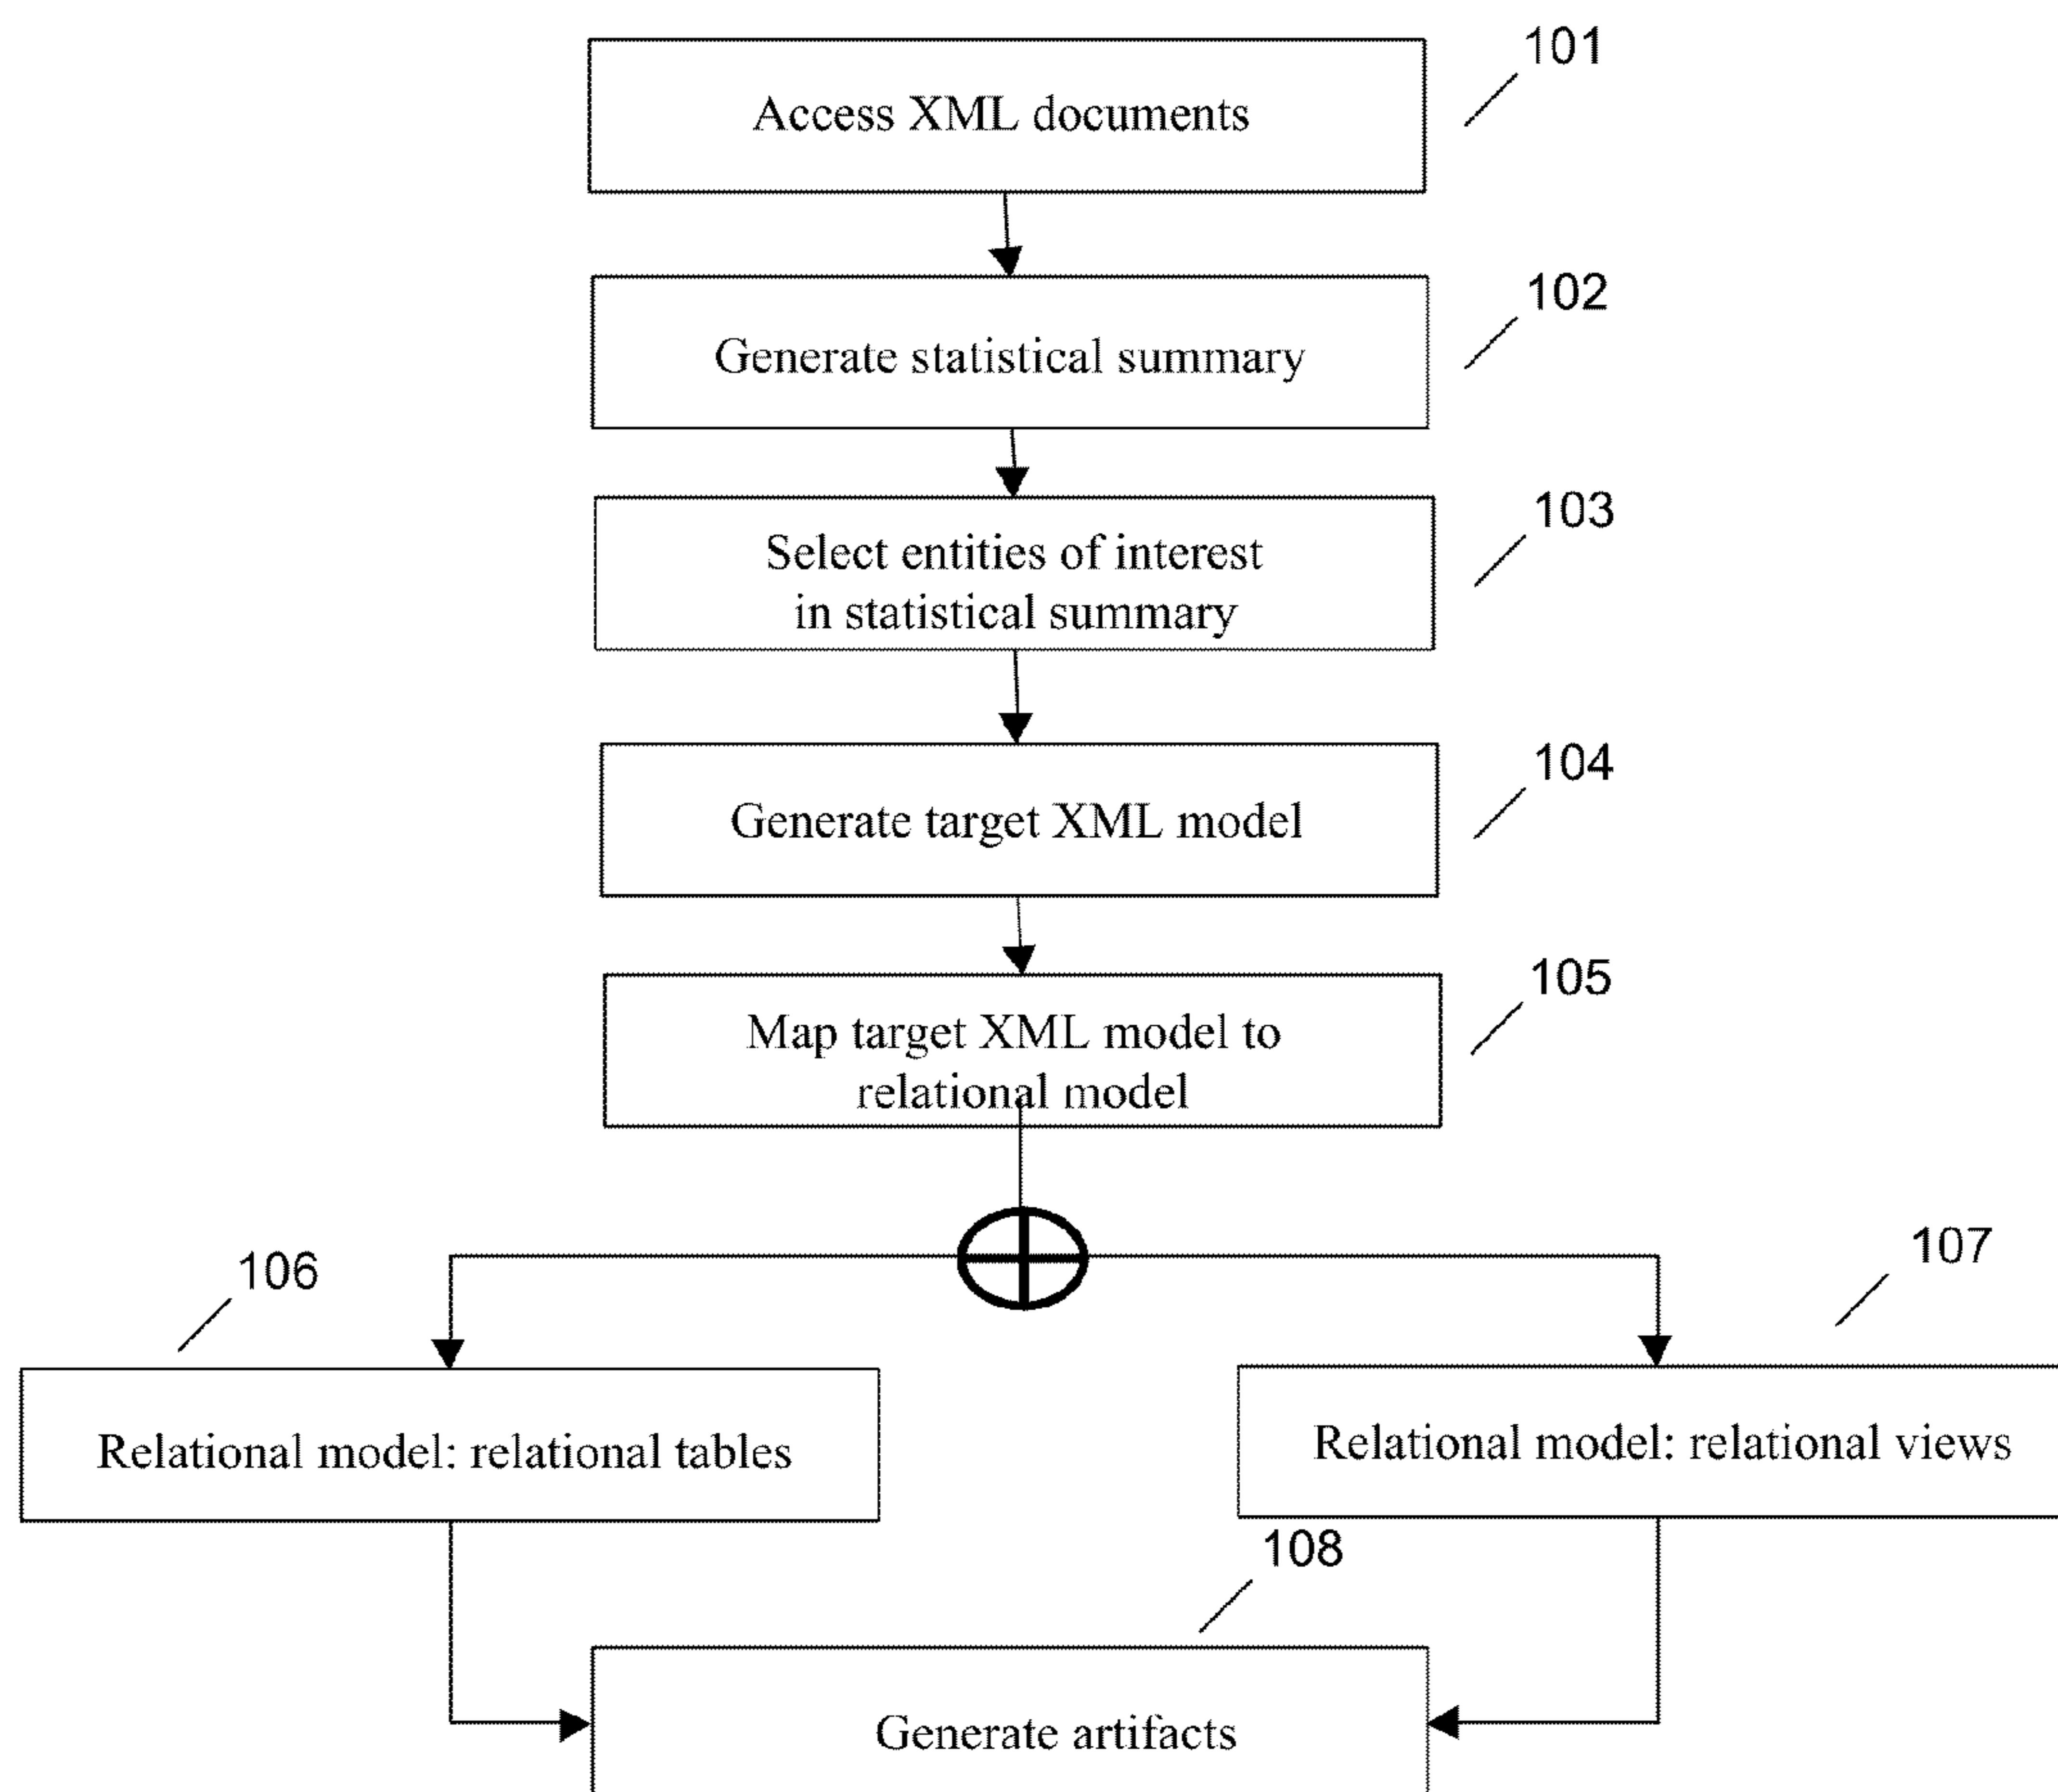 101
Access XML documents
102
Generate statistical summary
103
Select entities of interest
in statistical summary
104
Generate target XML model
105
Map target XML model to
relational model
106
107
Relational model: relational tables
Relational model: relational views
108
Generate artifacts